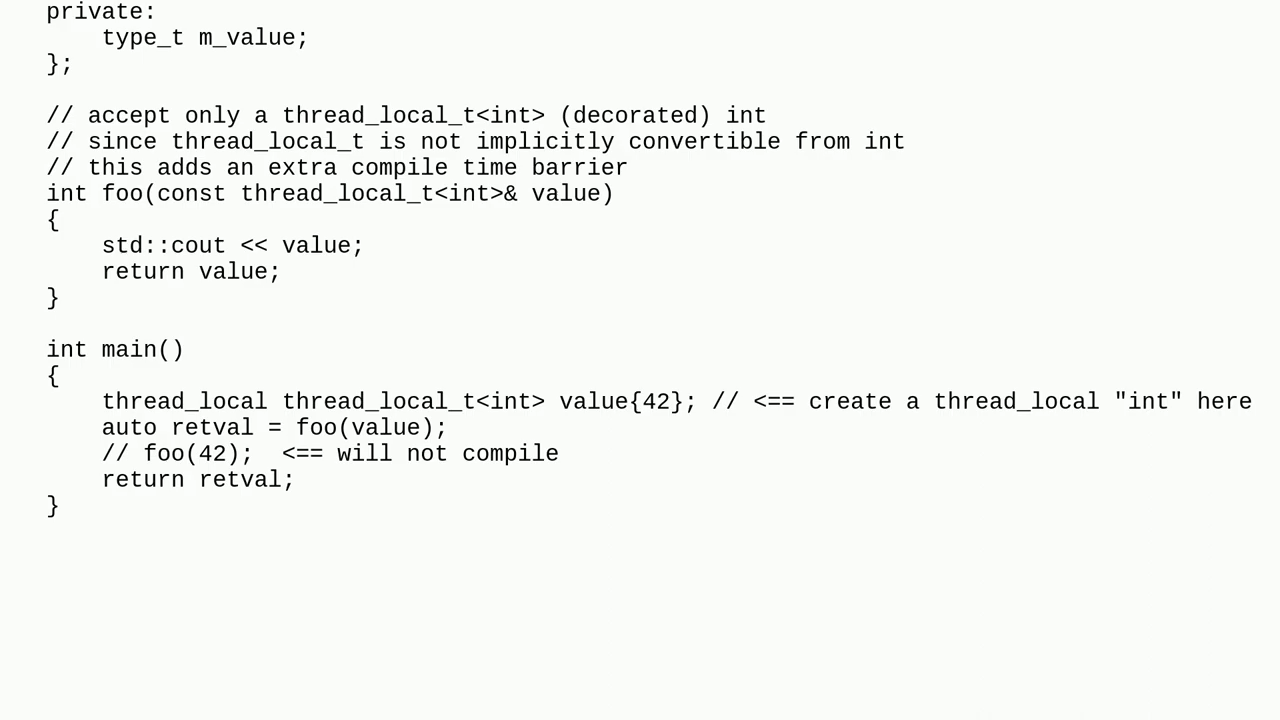 private:
    type_t m_value;
};

// accept only a thread_local_t<int> (decorated) int
// since thread_local_t is not implicitly convertible from int
// this adds an extra compile time barrier
int foo(const thread_local_t<int>& value)
{
    std::cout << value;
    return value;
}

int main()
{
    thread_local thread_local_t<int> value{42}; // <== create a thread_local "int" here
    auto retval = foo(value);
    // foo(42);  <== will not compile
    return retval;
}